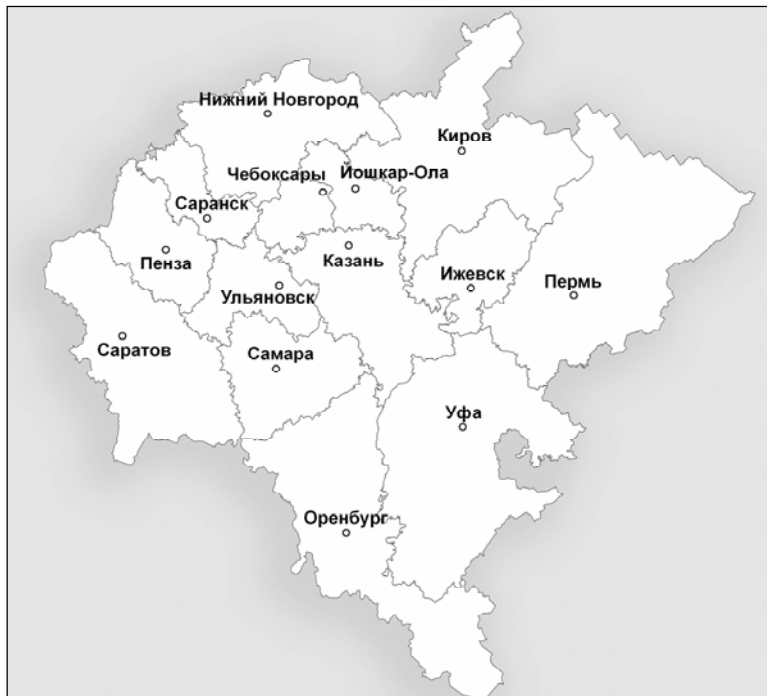 Нижний Новгород
Киров
Чебоксары
Йошкар-Ола
Саранск
Казань
Пенза
Ижевск
Пермь
Ульяновск
Саратов
Самара
Уфа
Оренбург